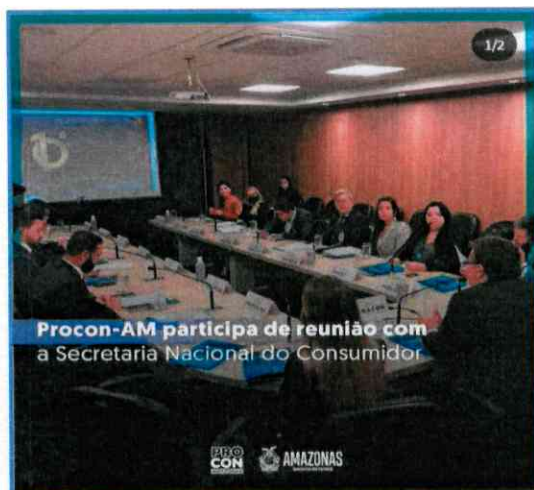 1/2
Procon-AM participa de reunião com
a Secretaria Nacional do Consumidor
PRO
CON
AMAZONAS